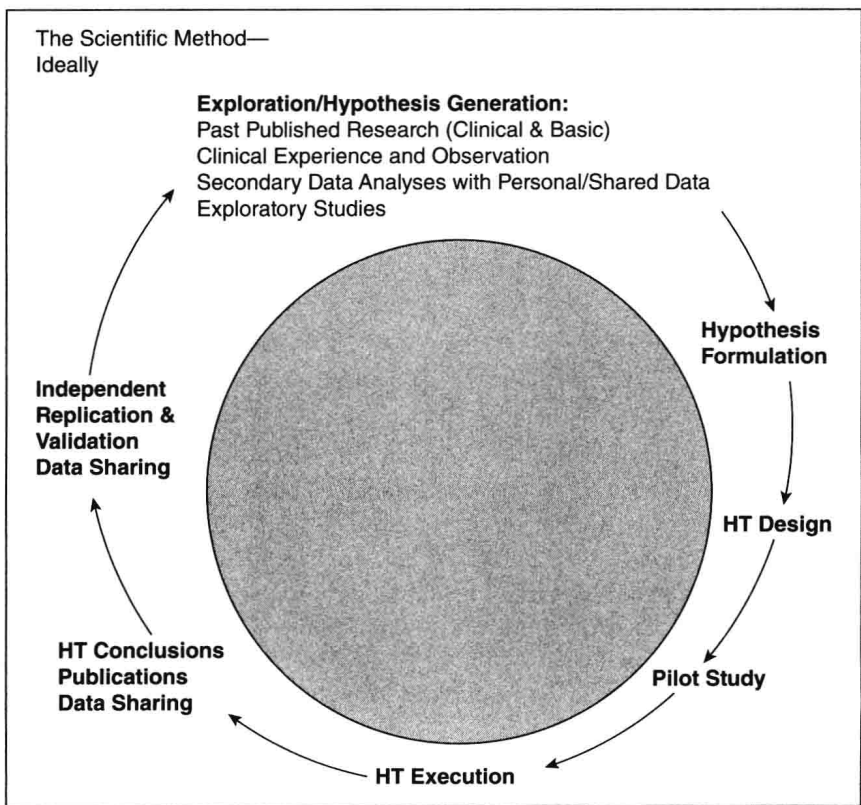 The Scientific Method—
Ideally
Exploration/Hypothesis Generation:
Past Published Research (Clinical & Basic)
Clinical Experience and Observation
Secondary Data Analyses with Personal/Shared Data
Exploratory Studies
Hypothesis
Formulation
HT Design
Pilot Study
HT Execution
HT Conclusions
Publications
Data Sharing
Independent
Replication &
Validation
Data Sharing